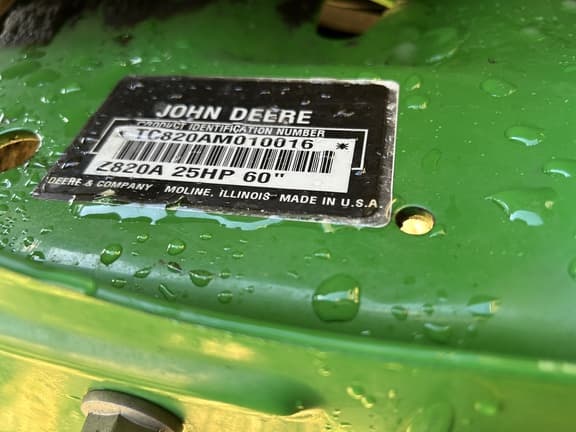 JOHN DEERE
PRODUCT IDENTIFICATION NUMBER
TC820AM010016 *
Z820A 25HP 60"
DEERE & COMPANY MOLINE, ILLINOIS MADE IN U.S.A